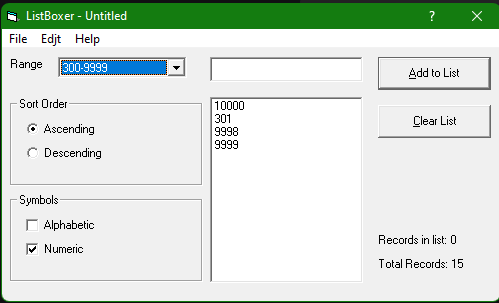 ListBoxer - Untitled
File Edjt Help
Range 300-9999 Add to List
Sort Order
Ascending
Descending
10000
301
9998
9999
Clear List
Symbols
Alphabetic
Numeric
Records in list: 0
Total Records: 15